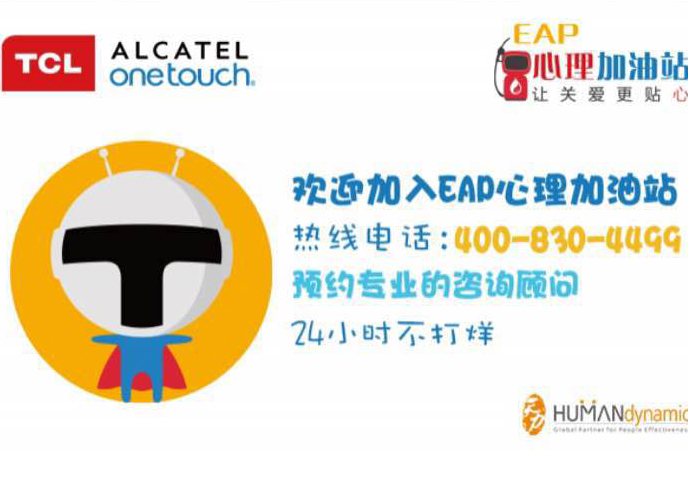 TCL
ALCATEL
onetouch.
EAP
心理加油站
让关爱更贴心
欢迎加入EAP心理加油站
热线电话:400-830-4499
预约专业的咨询顾问
24小时不打烊
天力
HUMANdynamic
Global Partner for People Effectiveness